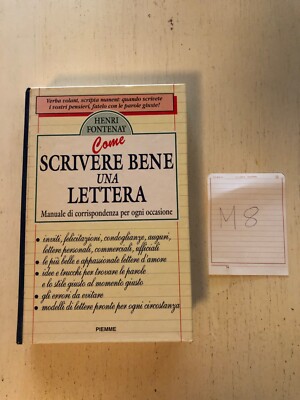 Verba volant, scripta manent: quando scrivete
i vostri pensieri, fatelo con le parole giuste!
HENRI
FONTENAY
Come
SCRIVERE BENE
UNA
LETTERA
Manuale di corrispondenza per ogni occasione
• inviti, felicitazioni, condoglianze, auguri,
lettere personali, commerciali, ufficiali
• le più belle e appassionate lettere d'amore
• idee e trucchi per trovare le parole
e lo stile giusto al momento giusto
• gli errori da evitare
• modelli di lettere pronte per ogni circostanza
PIEMME
M8